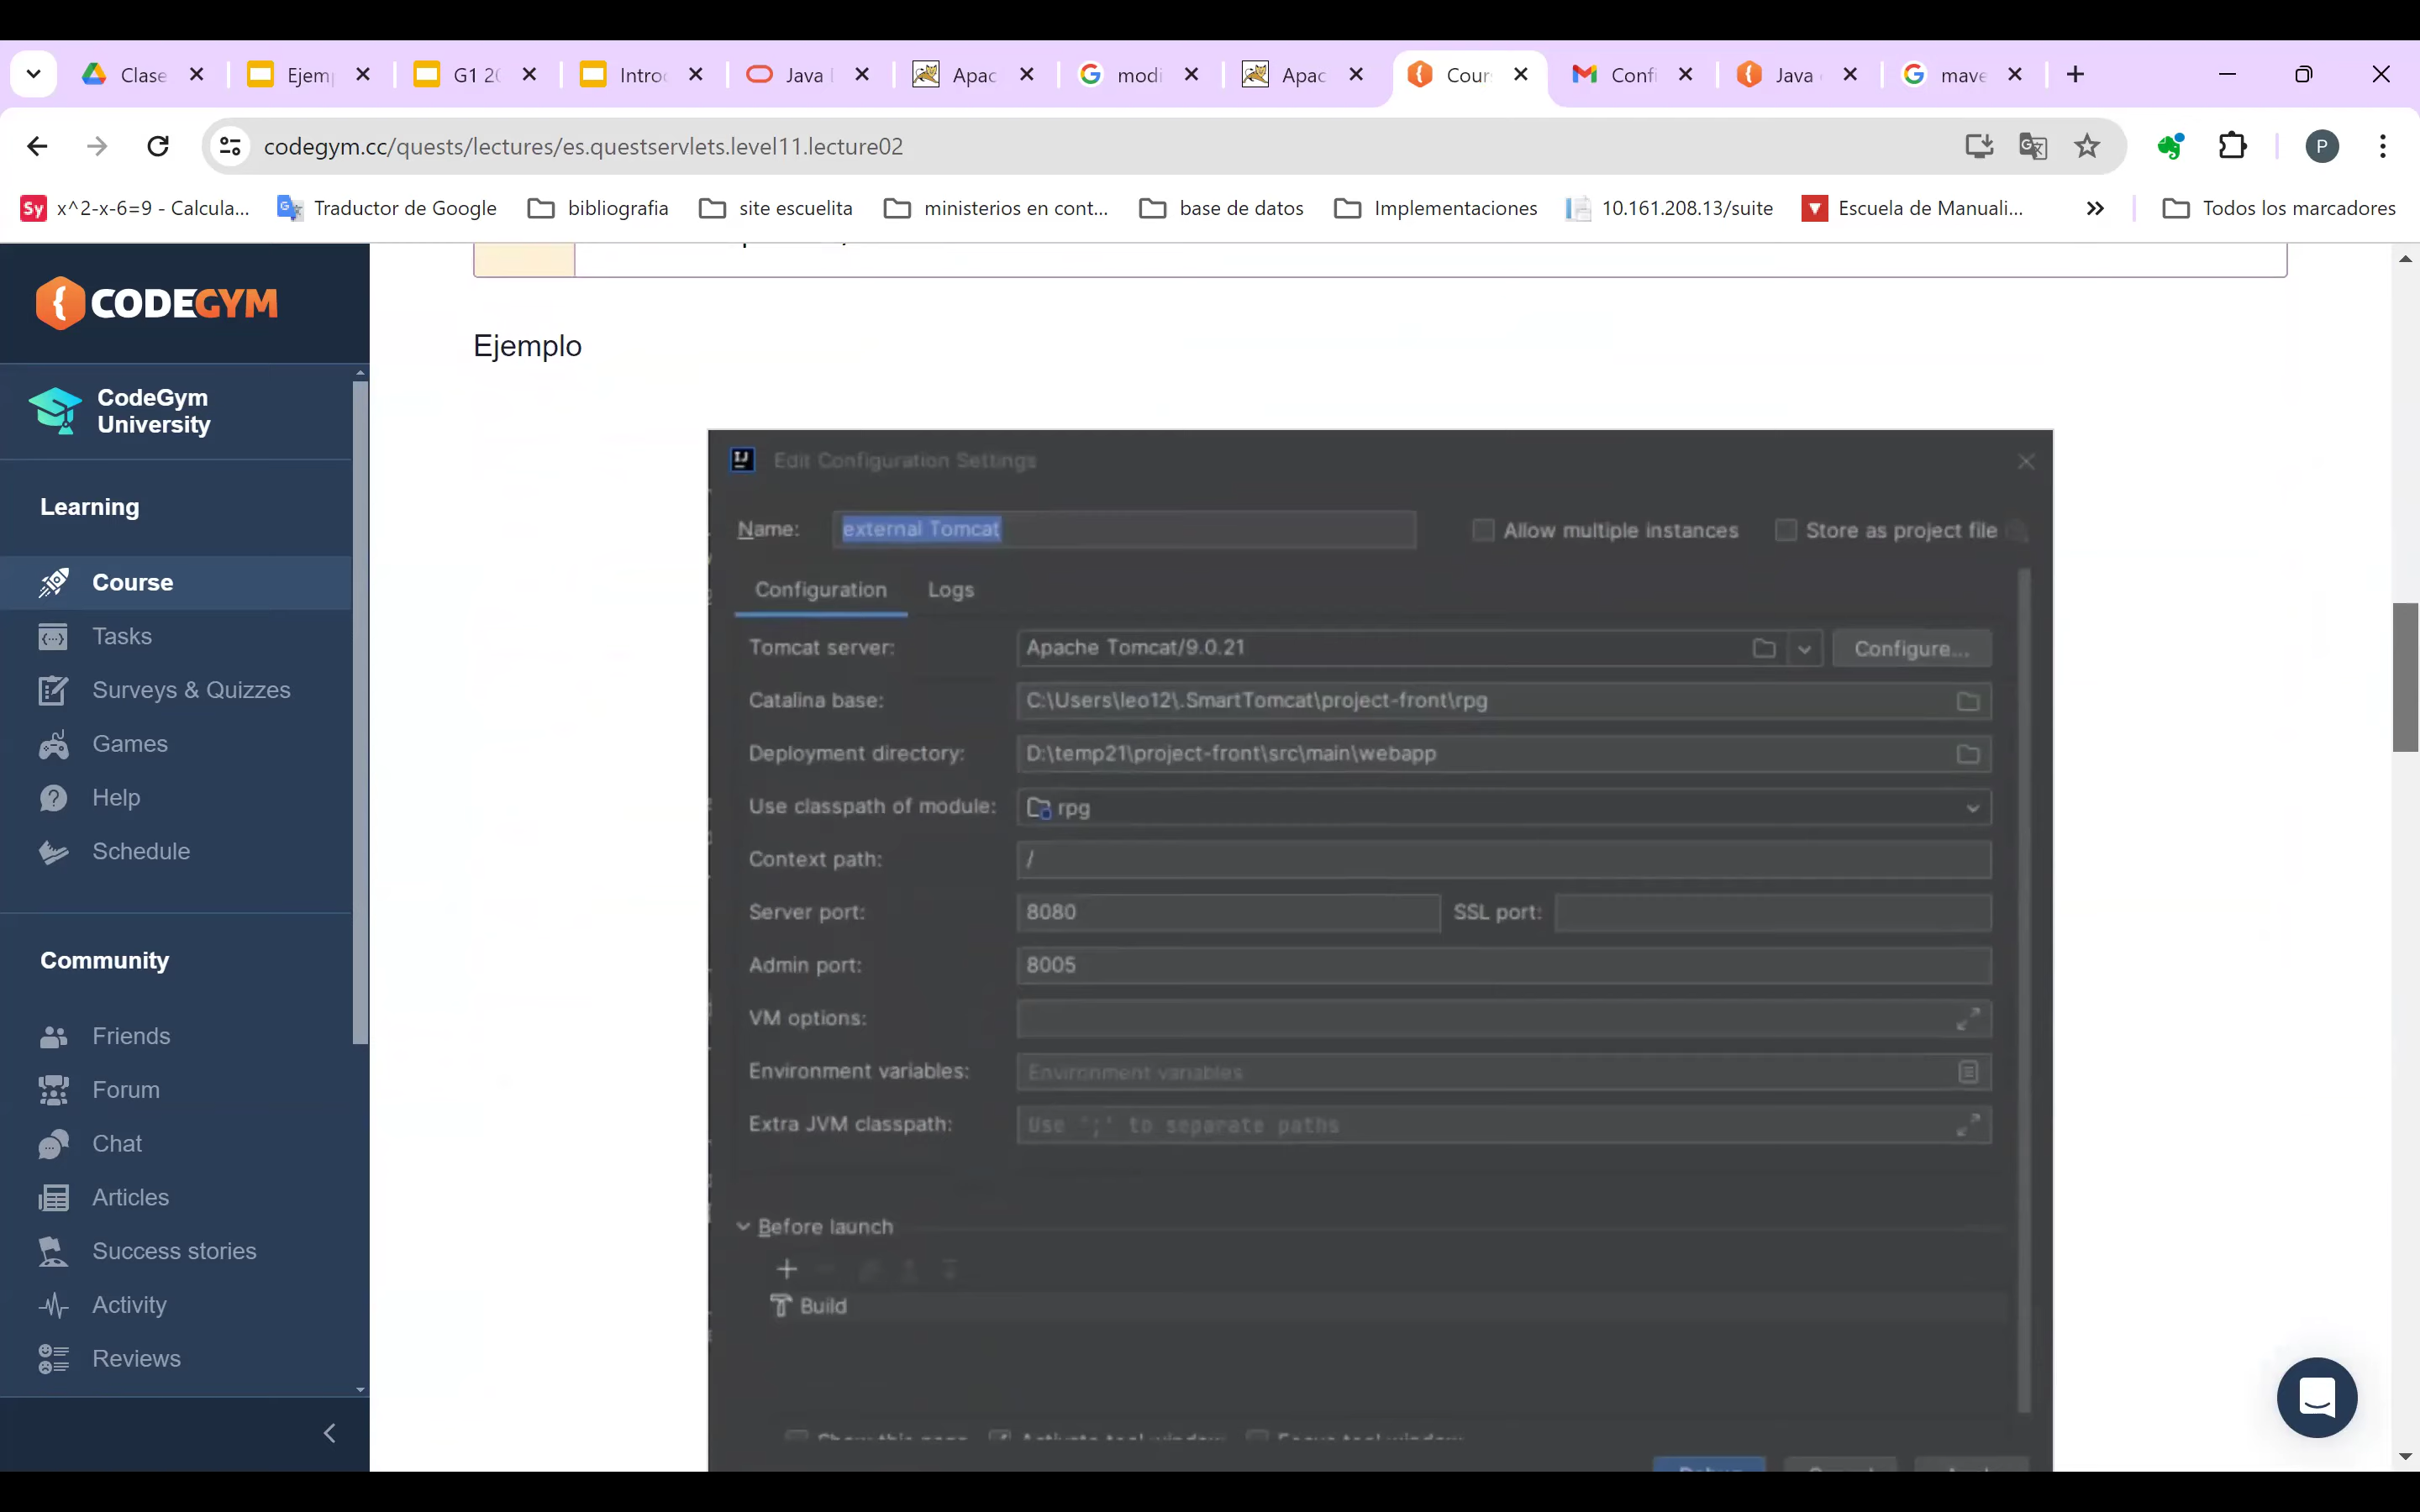 Clase
Ejem
G1 20
Introd
Java
Apac
modi
Apac
Cour
Confi
Java
mave
codegym.cc/quests/lectures/es.questservlets.level11.lecture02
P
Sy x^2-x-6=9 - Calcula...
Traductor de Google
bibliografia
site escuelita
ministerios en cont...
base de datos
Implementaciones
10.161.208.13/suite
Escuela de Manuali...
Todos los marcadores
CODEGYM
CodeGym
University
Learning
Course
Tasks
Surveys & Quizzes
Games
Help
Schedule
Community
Friends
Forum
Chat
Articles
Success stories
Activity
Reviews
Ejemplo
Edit Configuration Settings
Name: external Tomcat
Allow multiple instances
Store as project file
Configuration
Logs
Tomcat server: Apache Tomcat/9.0.21 Configure...
Catalina base: C:\Users\leo12\.SmartTomcat\project-front\rpg
Deployment directory: D:\temp21\project-front\src\main\webapp
Use classpath of module: rpg
Context path: /
Server port: 8080 SSL port:
Admin port: 8005
VM options:
Environment variables: Environment variables
Extra JVM classpath: Use ';' to separate paths
Before launch
Build